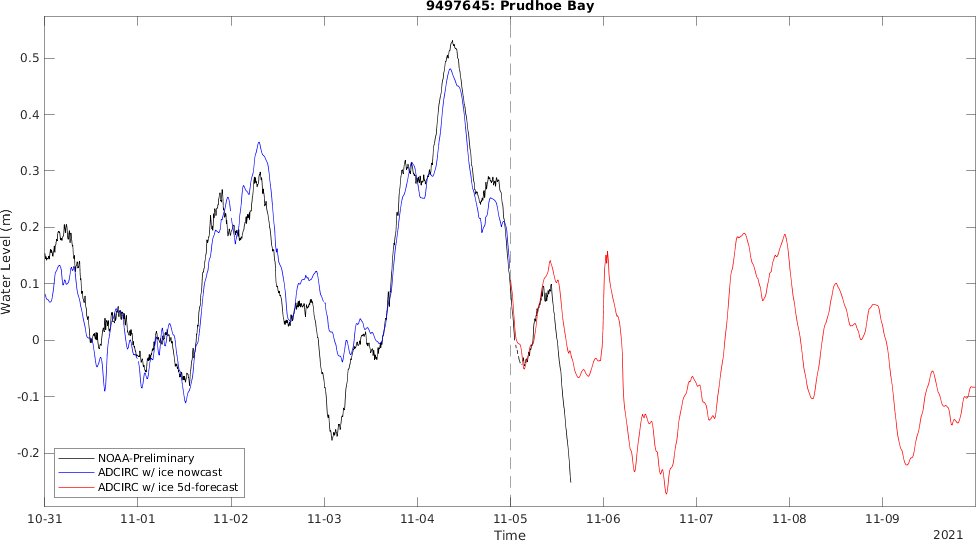 9497645: Prudhoe Bay
Water Level (m)
0.5
0.4
0.3
0.2
0.1
0
-0.1
-0.2
NOAA-Preliminary
ADCIRC w/ ice nowcast
ADCIRC w/ ice 5d-forecast
10-31 11-01 11-02 11-03 11-04 11-05 11-06 11-07 11-08 11-09
Time
2021